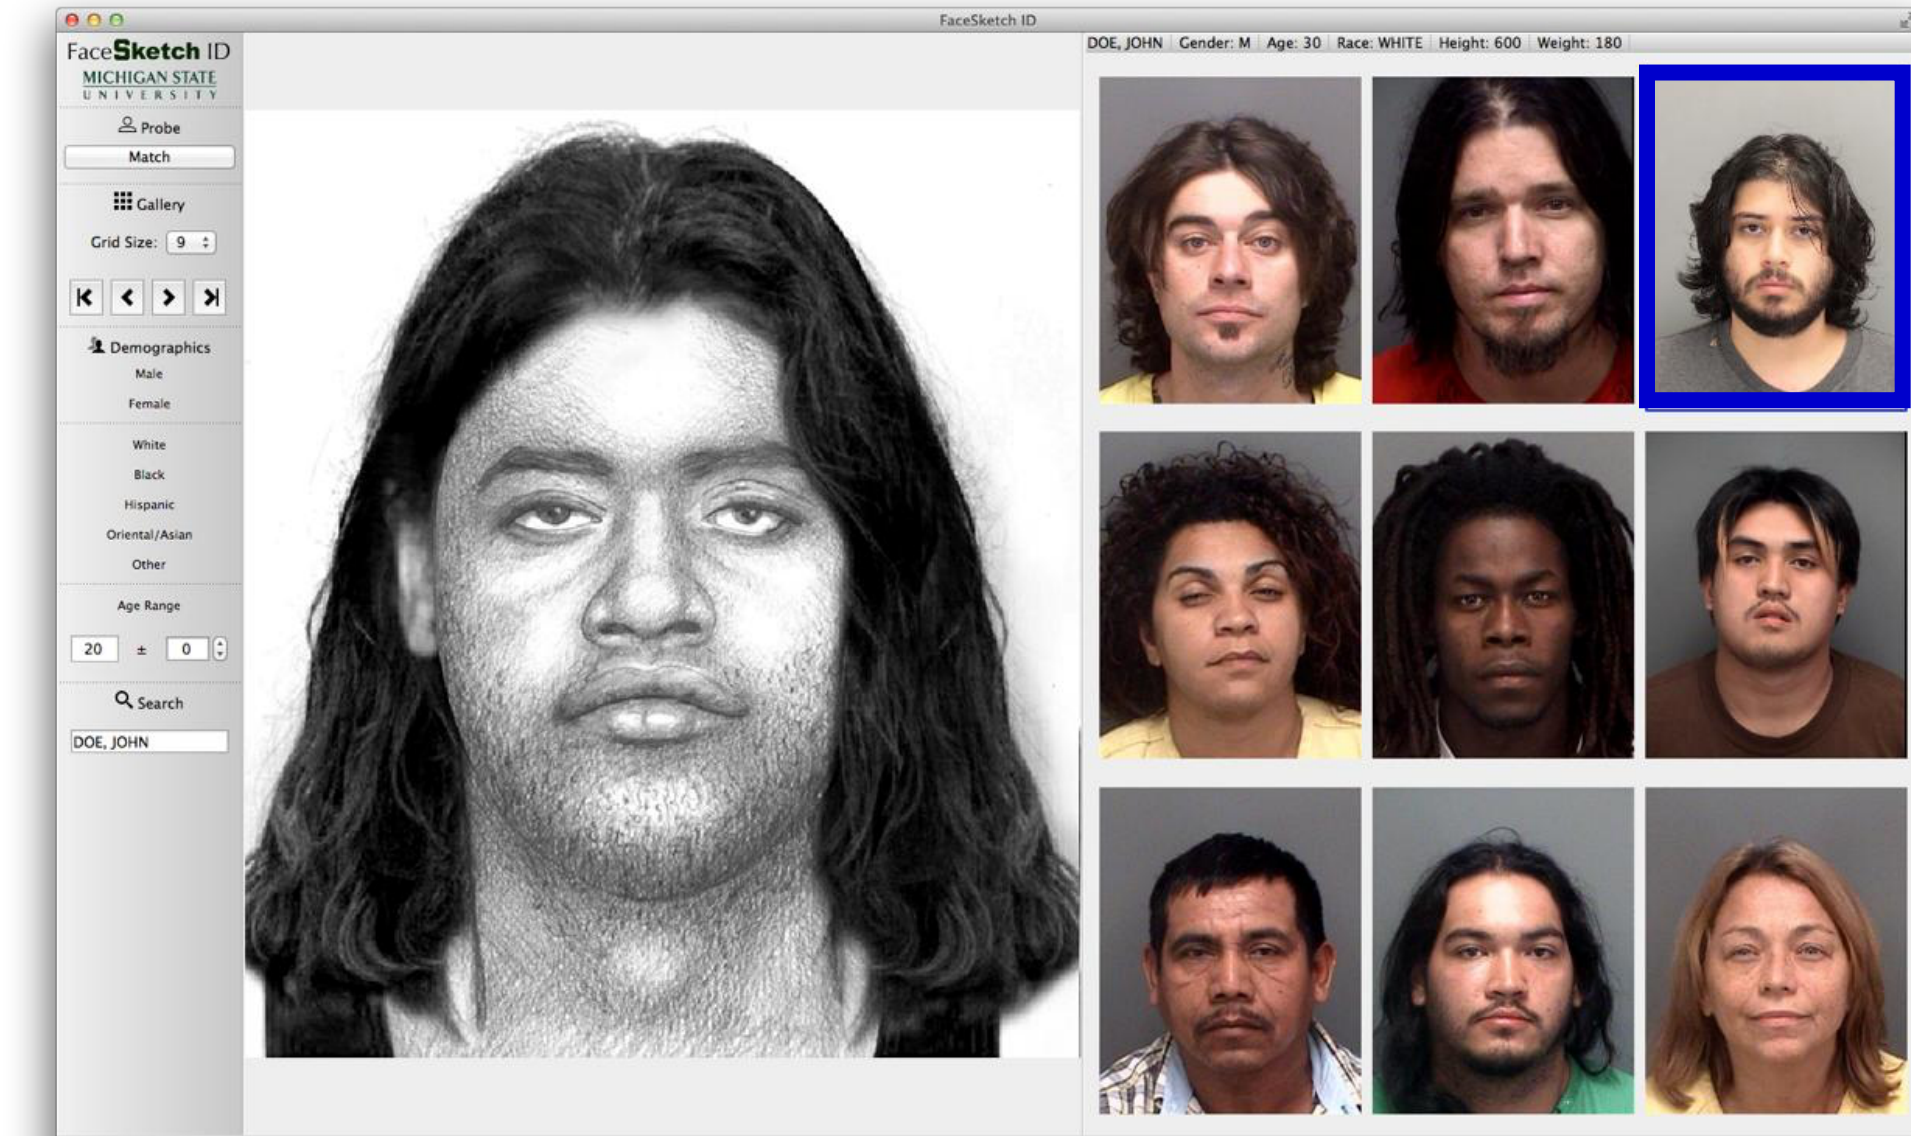 FaceSketch ID
FaceSketch ID
MICHIGAN STATE
UNIVERSITY
Probe
Match
Gallery
Grid Size: 9
Demographics
Male
Female
White
Black
Hispanic
Oriental/Asian
Other
Age Range
20 ± 0
Search
DOE, JOHN
DOE, JOHN Gender: M Age: 30 Race: WHITE Height: 600 Weight: 180